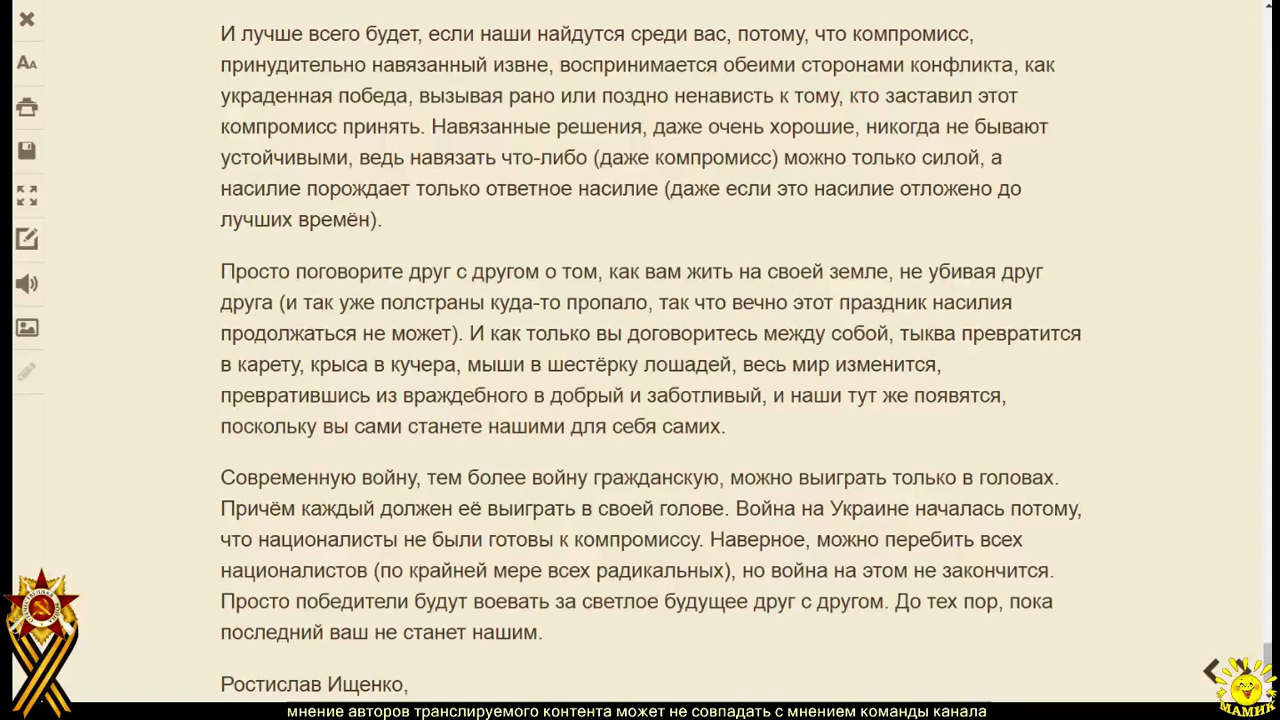 И лучше всего будет, если наши найдутся среди вас, потому, что компромисс,
принудительно навязанный извне, воспринимается обеими сторонами конфликта, как
украденная победа, вызывая рано или поздно ненависть к тому, кто заставил этот
компромисс принять. Навязанные решения, даже очень хорошие, никогда не бывают
устойчивыми, ведь навязать что-либо (даже компромисс) можно только силой, а
насилие порождает только ответное насилие (даже если это насилие отложено до
лучших времён).
Просто поговорите друг с другом о том, как вам жить на своей земле, не убивая друг
друга (и так уже полстраны куда-то пропало, так что вечно этот праздник насилия
продолжаться не может). И как только вы договоритесь между собой, тыква превратится
в карету, крыса в кучера, мыши в шестёрку лошадей, весь мир изменится,
превратившись из враждебного в добрый и заботливый, и наши тут же появятся,
поскольку вы сами станете нашими для себя самих.
Современную войну, тем более войну гражданскую, можно выиграть только в головах.
Причём каждый должен её выиграть в своей голове. Война на Украине началась потому,
что националисты не были готовы к компромиссу. Наверное, можно перебить всех
националистов (по крайней мере всех радикальных), но война на этом не закончится.
Просто победители будут воевать за светлое будущее друг с другом. До тех пор, пока
последний ваш не станет нашим.
Ростислав Ищенко,
МАМИК
мнение авторов транслируемого контента может не совпадать с мнением команды канала